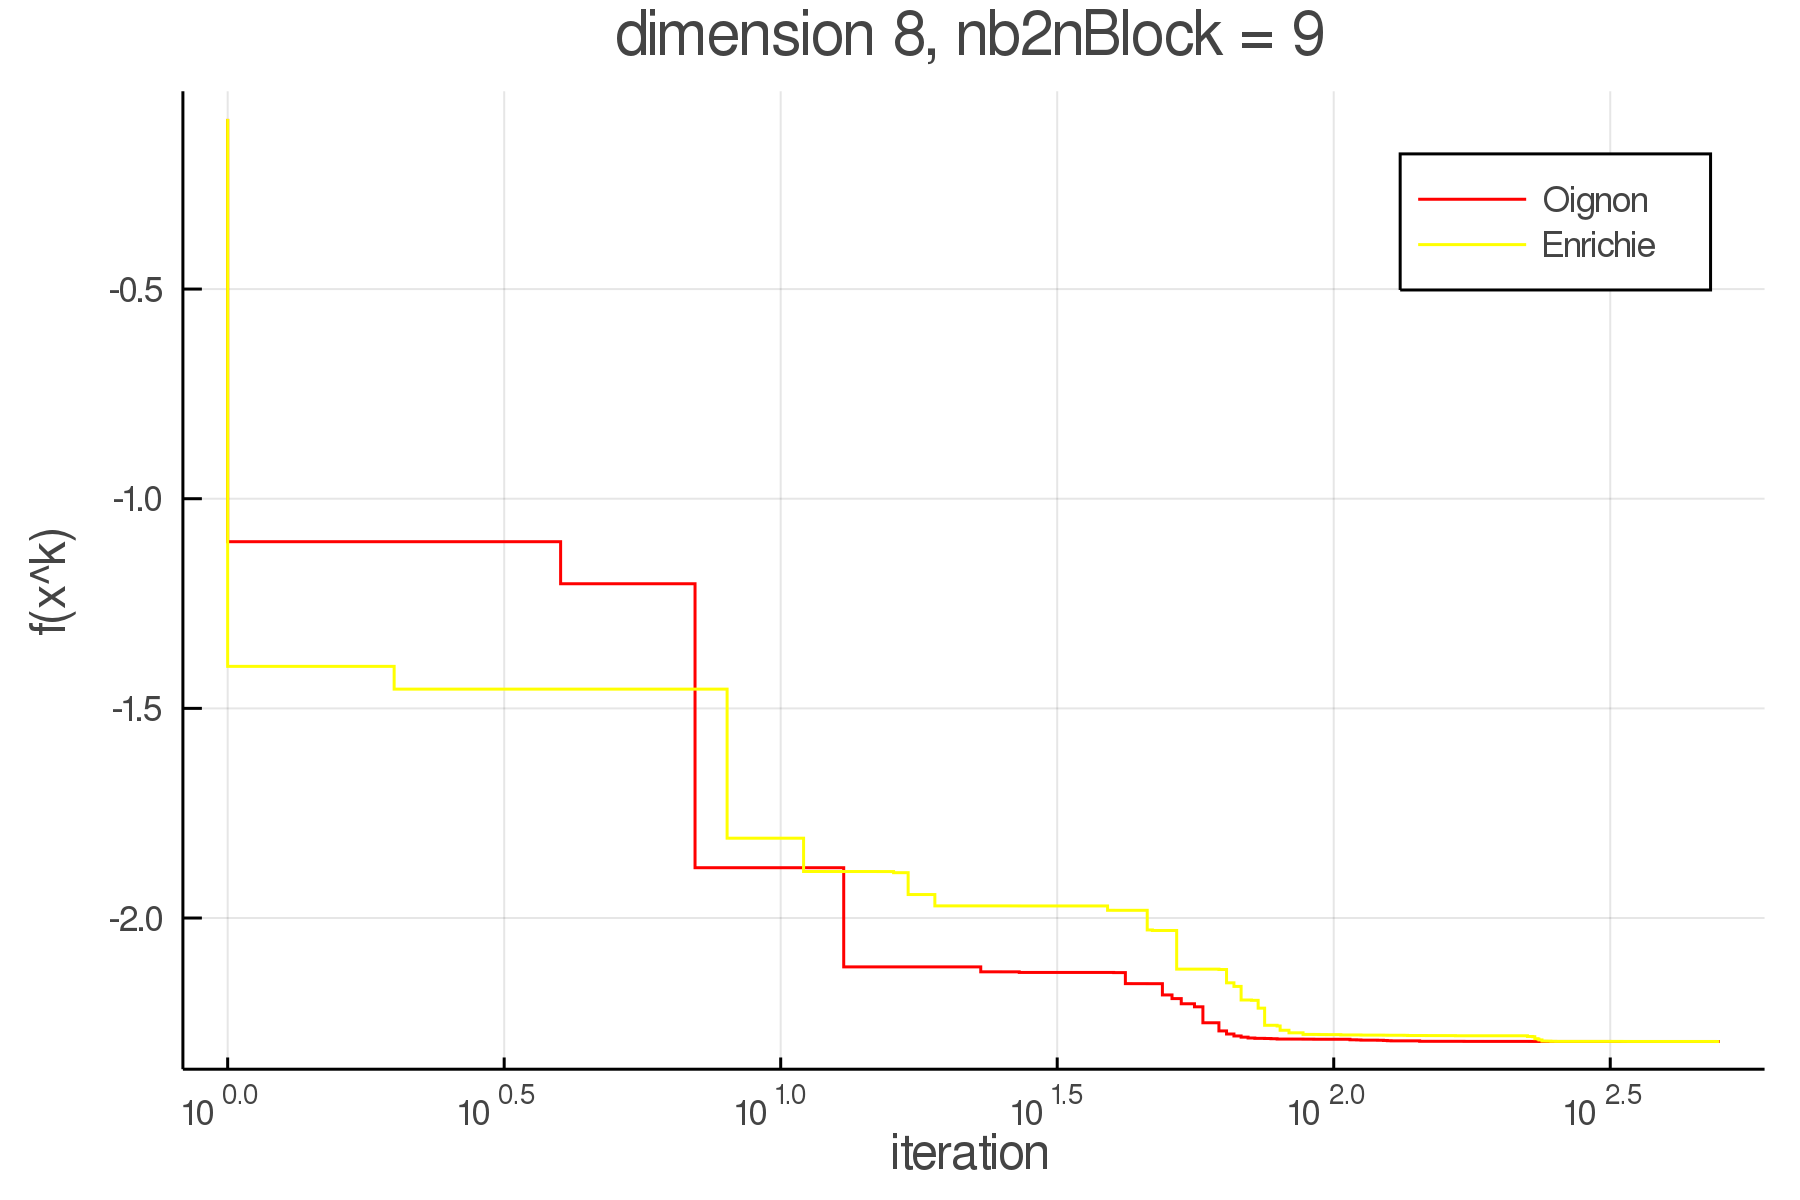 dimension 8, nb2nBlock = 9
Oignon
Enrichie
f(x^k)
-0.5
-1.0
-1.5
-2.0
10^0.0 10^0.5 10^1.0 10^1.5 10^2.0 10^2.5
iteration